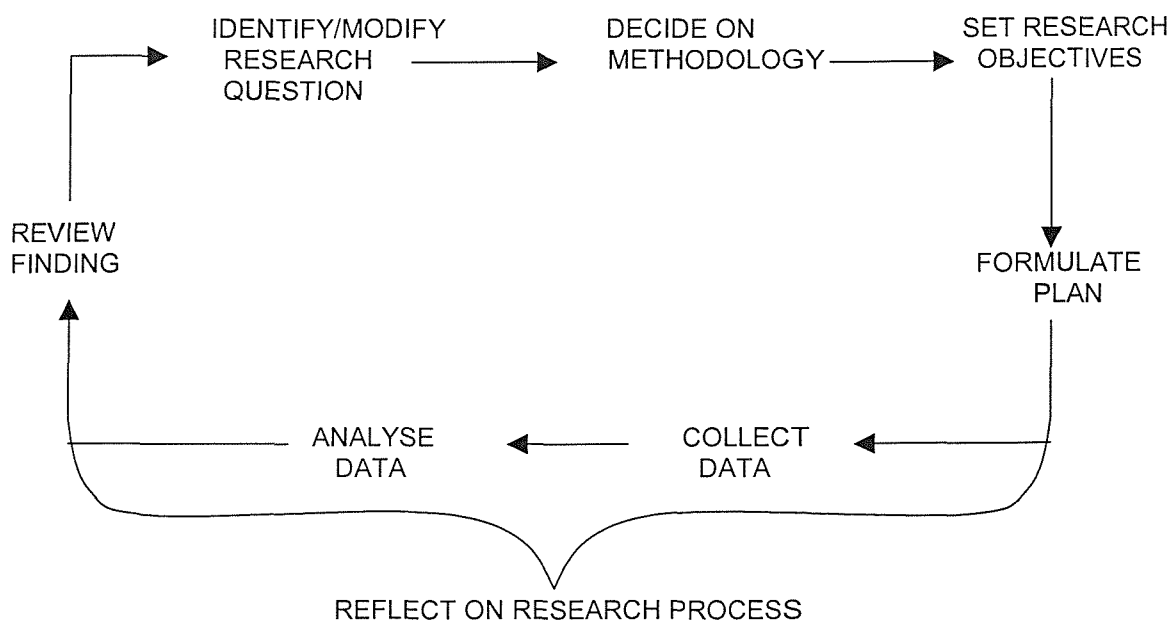 IDENTIFY/MODIFY
RESEARCH
QUESTION
DECIDE ON
METHODOLOGY
SET RESEARCH
OBJECTIVES
FORMULATE
PLAN
COLLECT
DATA
ANALYSE
DATA
REVIEW
FINDING
REFLECT ON RESEARCH PROCESS